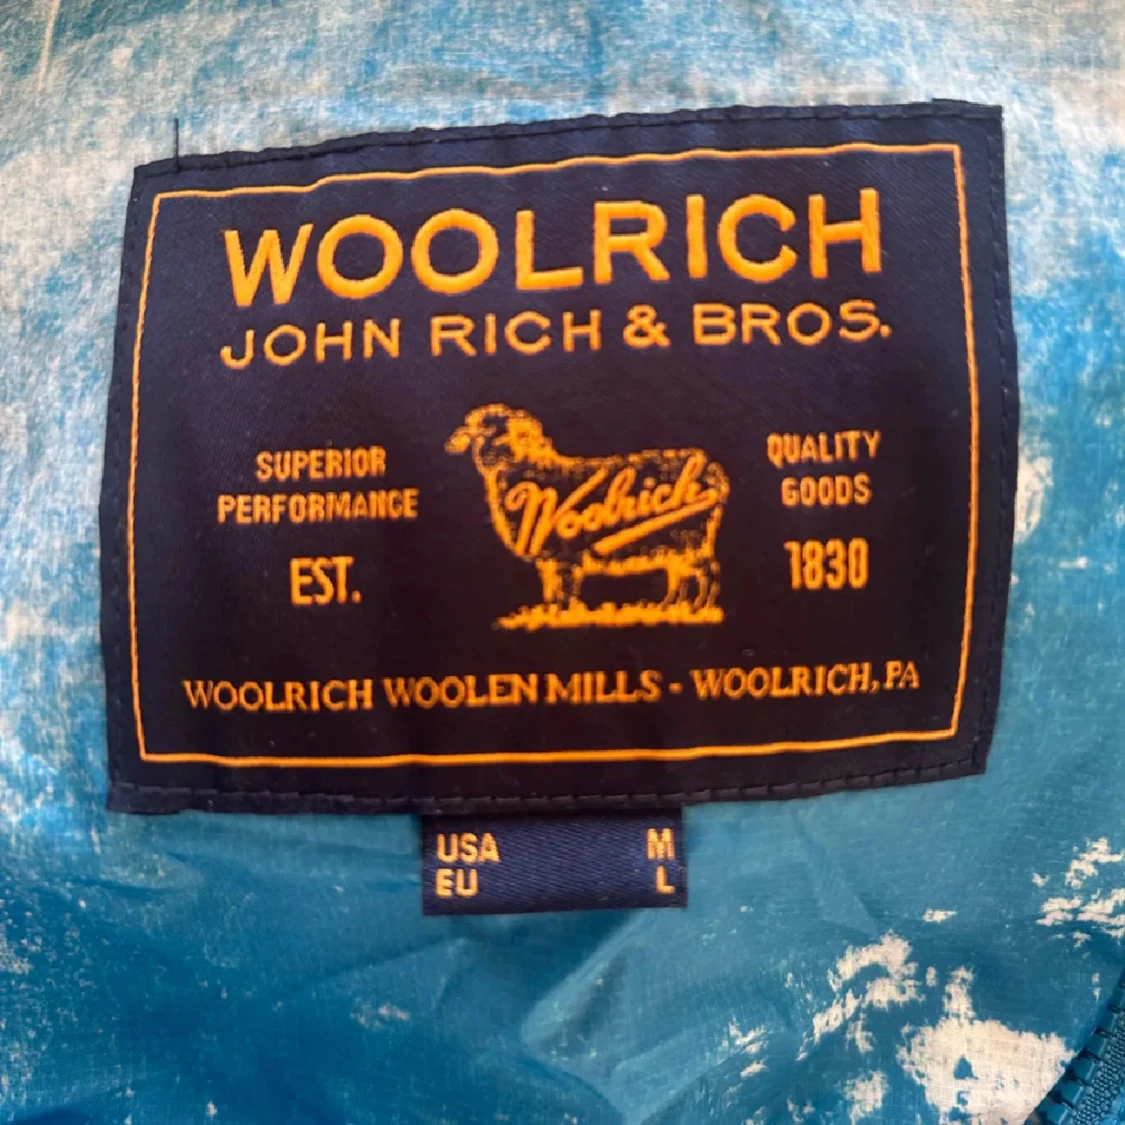 WOOLRICH
JOHN RICH & BROS.
SUPERIOR
PERFORMANCE
EST.
Woolrich
QUALITY
GOODS
1830
WOOLRICH WOOLEN MILLS - WOOLRICH, PA
USA M
EU L